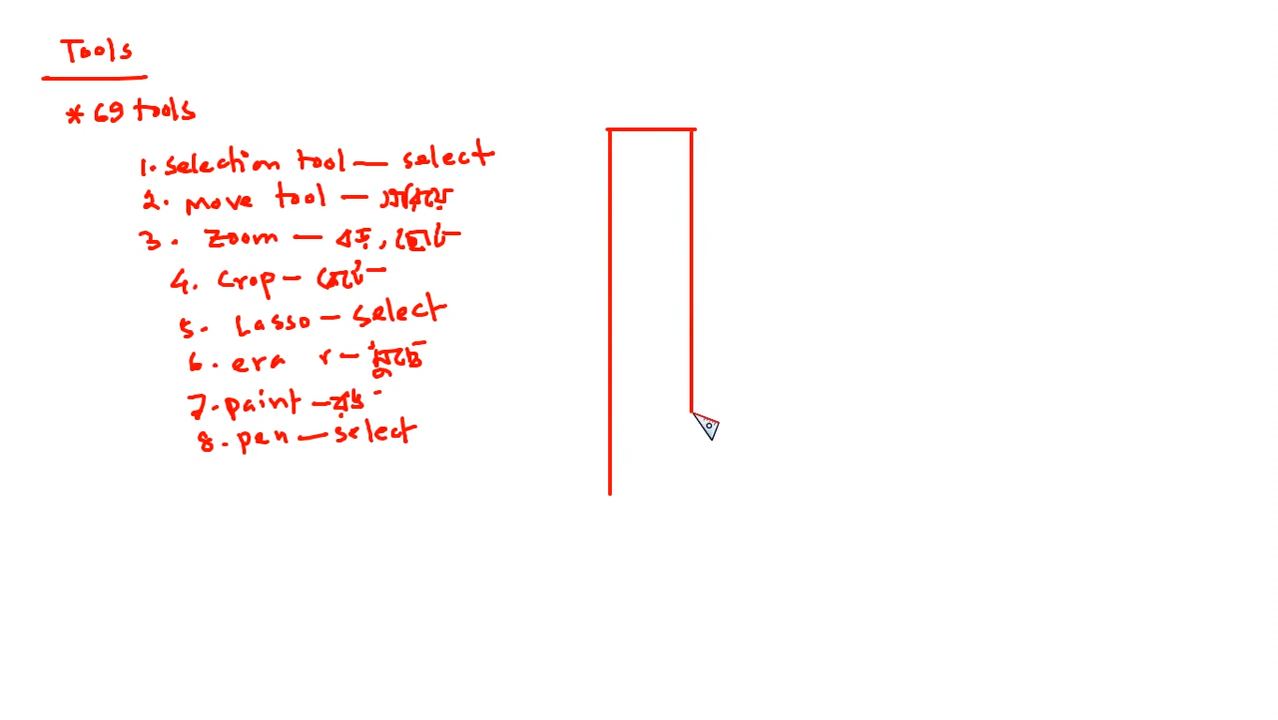 Tools
* 69 tools
1. selection tool — select
2. move tool —
3. Zoom —
4. Crop —
5. Lasso — select
6. era r —
7. paint —
8. pen — select